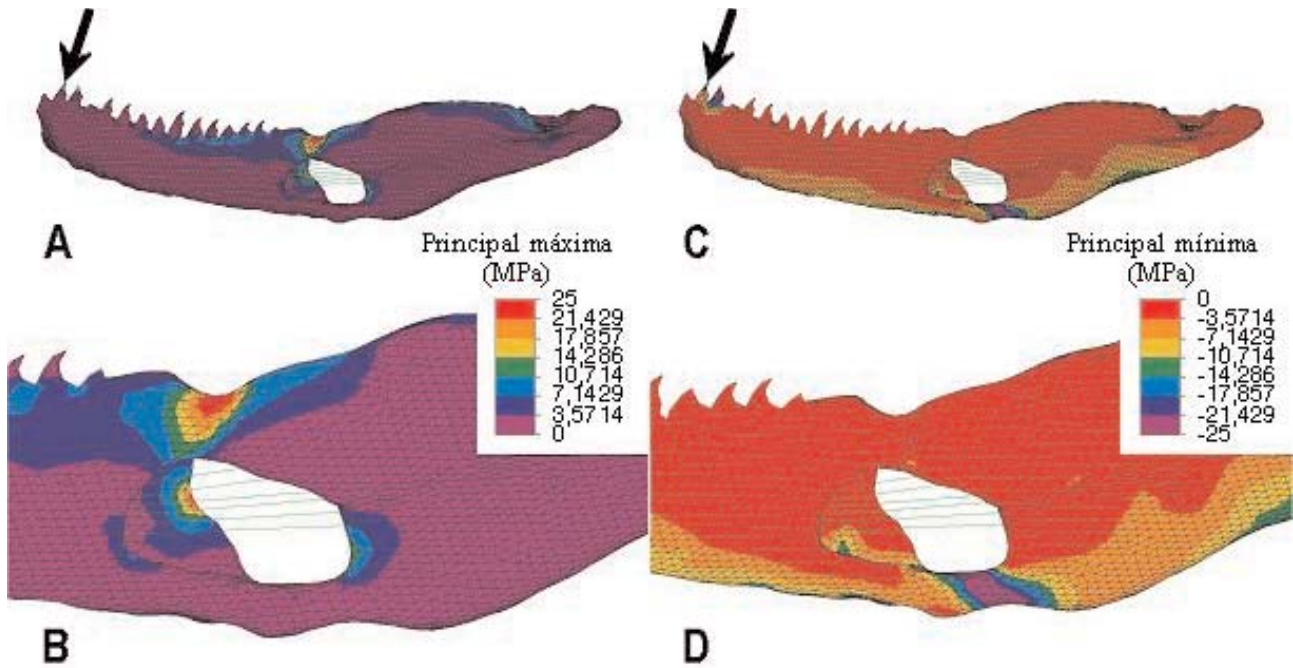 A
Principal máxima
(MPa)
25
21,429
17,857
14,286
10,714
7,1429
3,5714
0
B
C
Principal mínima
(MPa)
0
-3,5714
-7,1429
-10,714
-14,286
-17,857
-21,429
-25
D